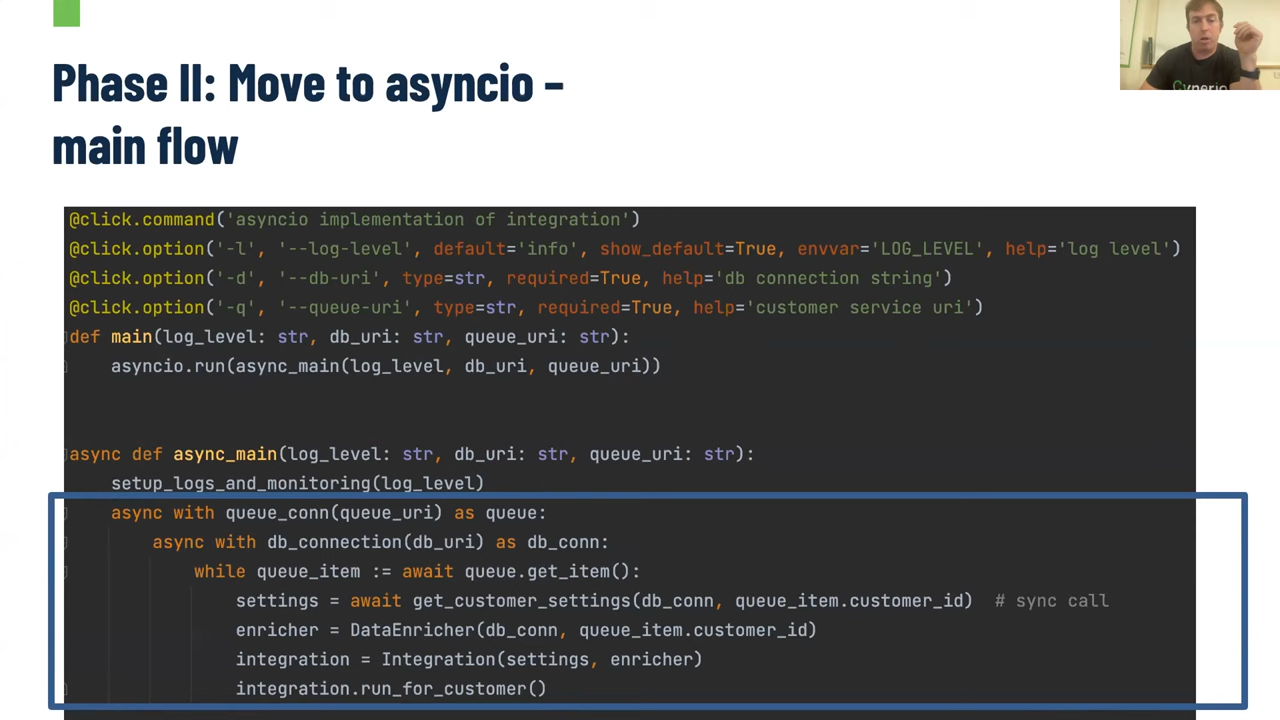 Phase II: Move to asyncio –
main flow
Cynerio
@click.command('asyncio implementation of integration')
@click.option('-l', '--log-level', default='info', show_default=True, envvar='LOG_LEVEL', help='log level')
@click.option('-d', '--db-uri', type=str, required=True, help='db connection string')
@click.option('-q', '--queue-uri', type=str, required=True, help='customer service uri')
def main(log_level: str, db_uri: str, queue_uri: str):
asyncio.run(async_main(log_level, db_uri, queue_uri))
async def async_main(log_level: str, db_uri: str, queue_uri: str):
setup_logs_and_monitoring(log_level)
async with queue_conn(queue_uri) as queue:
async with db_connection(db_uri) as db_conn:
while queue_item := await queue.get_item():
settings = await get_customer_settings(db_conn, queue_item.customer_id)  # sync call
enricher = DataEnricher(db_conn, queue_item.customer_id)
integration = Integration(settings, enricher)
integration.run_for_customer()